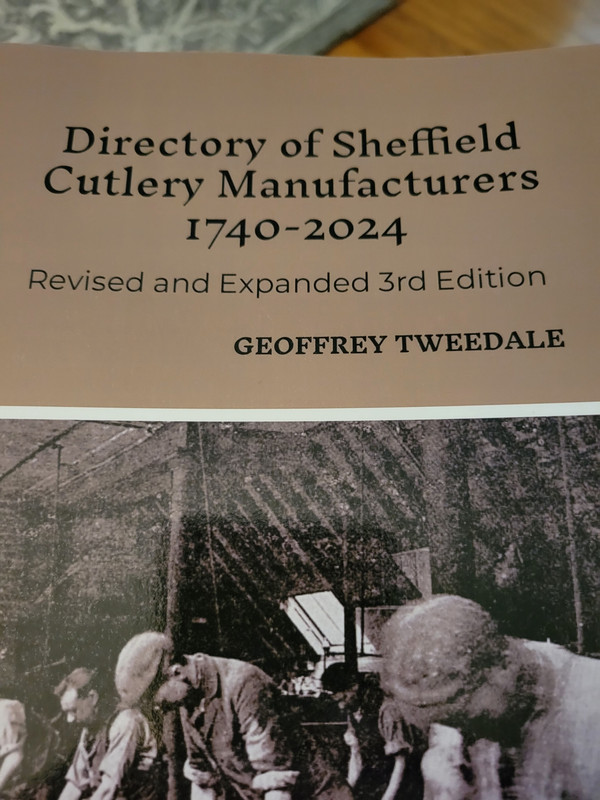 Directory of Sheffield
Cutlery Manufacturers
1740-2024
Revised and Expanded 3rd Edition
GEOFFREY TWEEDALE